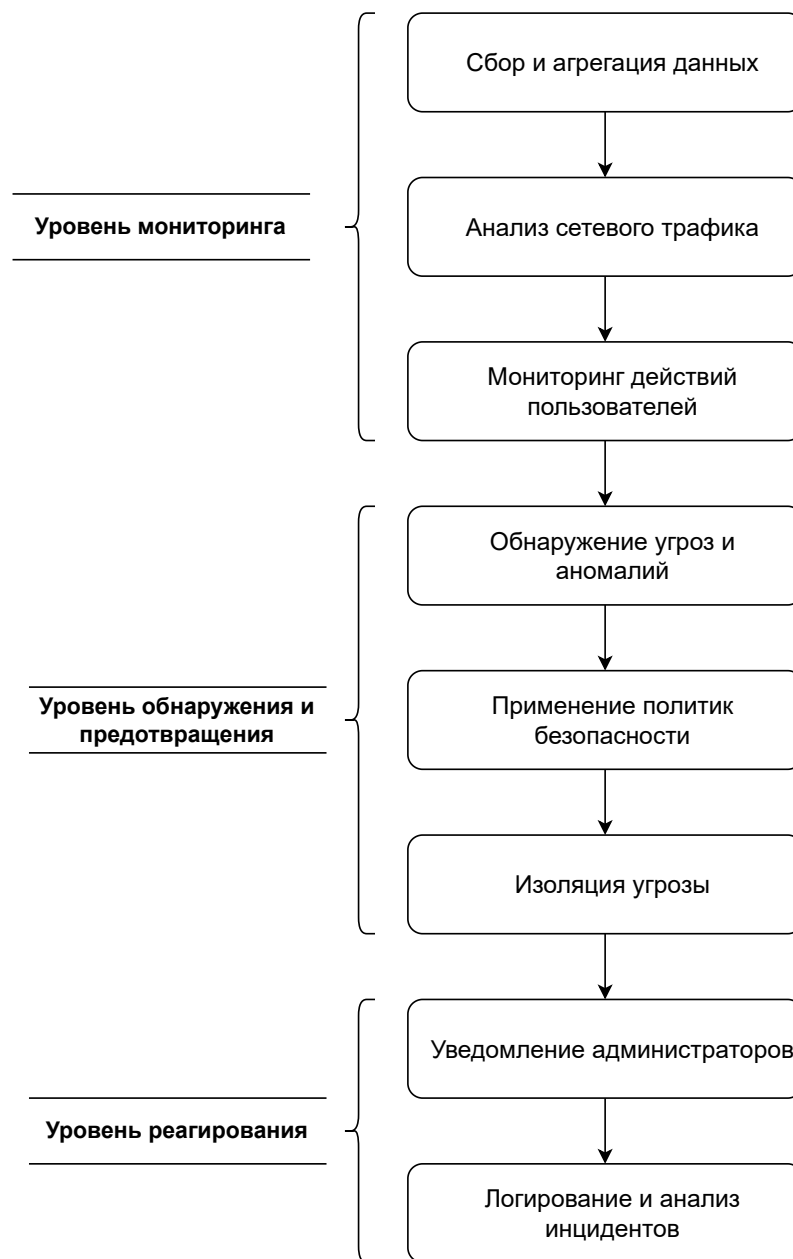 Сбор и агрегация данных
Уровень мониторинга
Анализ сетевого трафика
Мониторинг действий
пользователей
Обнаружение угроз и
аномалий
Уровень обнаружения и
предотвращения
Применение политик
безопасности
Изоляция угрозы
Уведомление администраторов
Уровень реагирования
Логирование и анализ
инцидентов